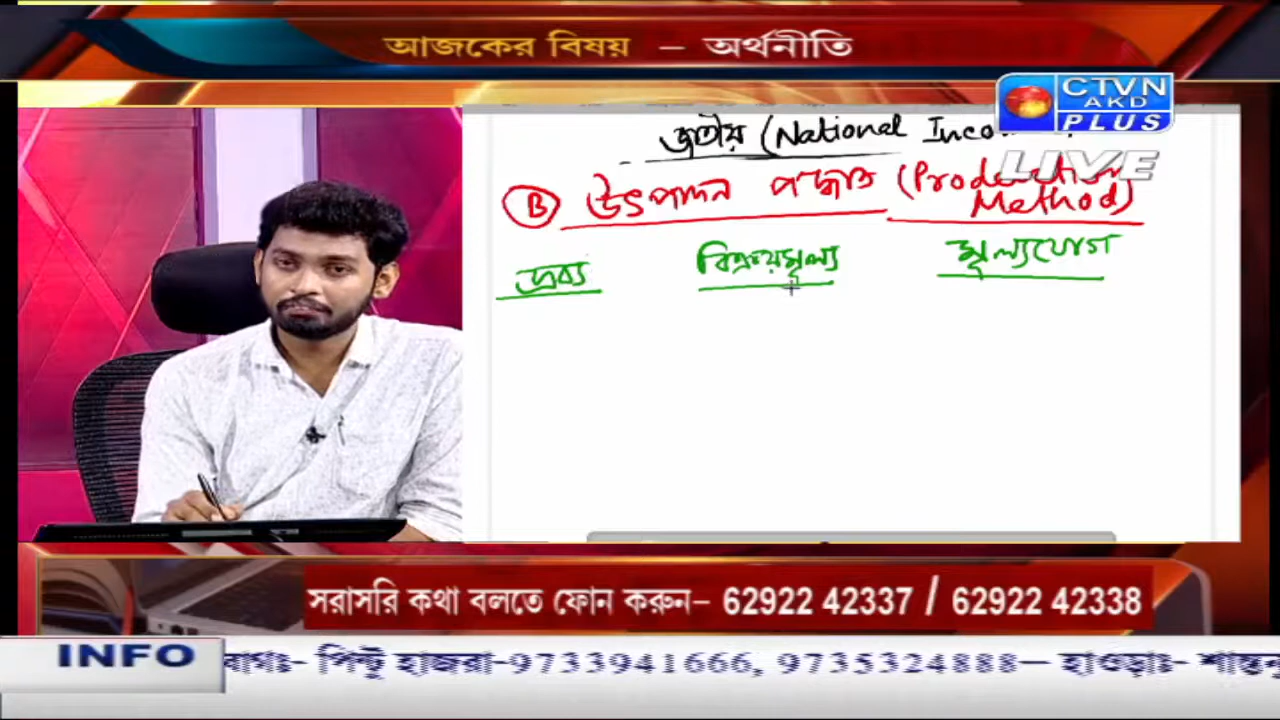 আজকের বিষয় – অর্থনীতি
CTVN
AKD
PLUS
LIVE
জাতীয় (National
B উৎপাদন পদ্ধতি (Production Method)
দ্রব্য বিক্রয়মূল্য মূল্যযোগ
সরাসরি কথা বলতে ফোন করুন– 62922 42337 / 62922 42338
INFO
পিন্টু হাজরা-9733941666, 9735324888– হাওড়াঃ-